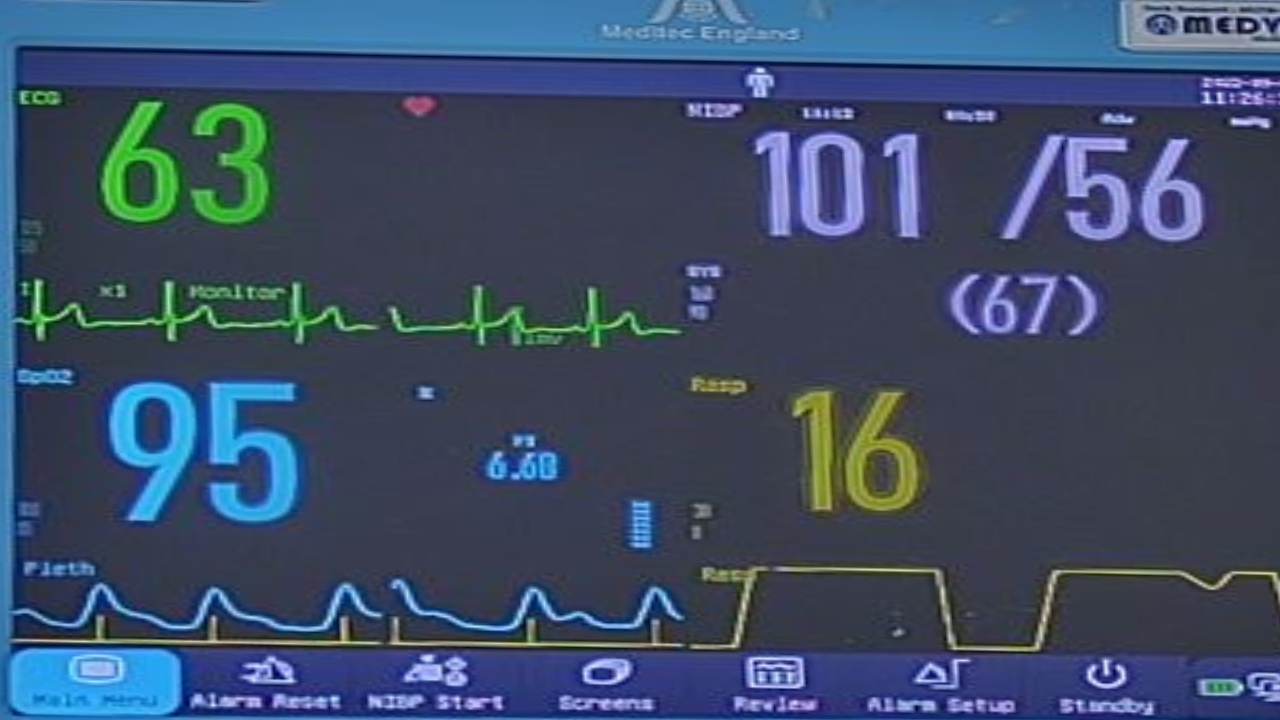 Meditec England
MEDY
ECG
63
NIBP
101 /56
(67)
SYS
x1
Monitor
SpO2
95
PI
6.60
Resp
16
Pleth
Resp
Main Menu
Alarm Reset
NIBP Start
Screens
Review
Alarm Setup
Standby